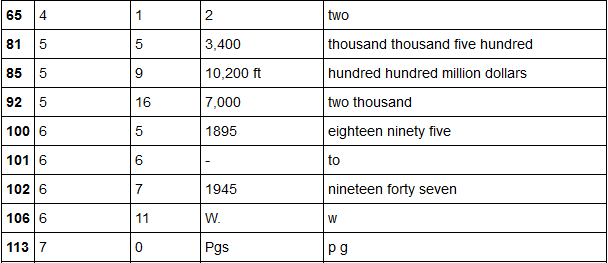 65 4 1 2 two
81 5 5 3,400 thousand thousand five hundred
85 5 9 10,200 ft hundred hundred million dollars
92 5 16 7,000 two thousand
100 6 5 1895 eighteen ninety five
101 6 6 - to
102 6 7 1945 nineteen forty seven
106 6 11 W. w
113 7 0 Pgs p g